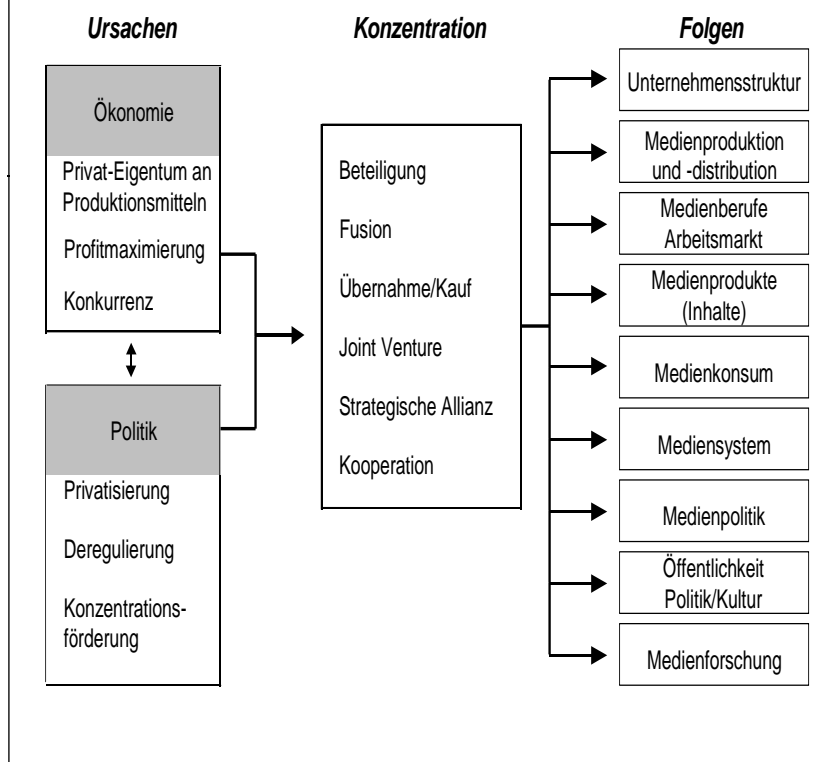 Ursachen
Konzentration
Folgen
Ökonomie
Privat-Eigentum an
Produktionsmitteln
Profitmaximierung
Konkurrenz
Politik
Privatisierung
Deregulierung
Konzentrations-
förderung
Beteiligung
Fusion
Übernahme/Kauf
Joint Venture
Strategische Allianz
Kooperation
Unternehmensstruktur
Medienproduktion
und -distribution
Medienberufe
Arbeitsmarkt
Medienprodukte
(Inhalte)
Medienkonsum
Mediensystem
Medienpolitik
Öffentlichkeit
Politik/Kultur
Medienforschung